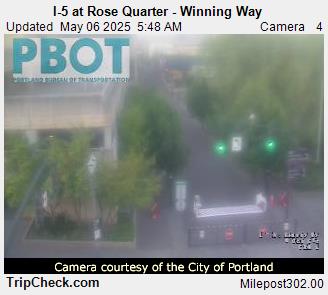 I-5 at Rose Quarter - Winning Way
Updated May 06 2025 5:48 AM Camera 4
PBOT
PORTLAND BUREAU OF TRANSPORTATION
Camera courtesy of the City of Portland
TripCheck.com Milepost302.00